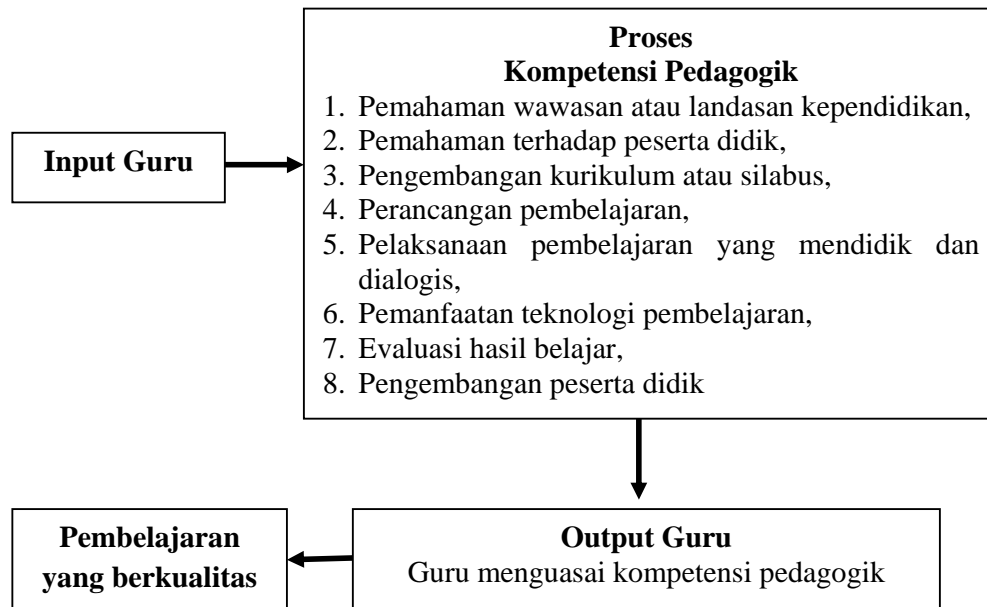 Proses
Kompetensi Pedagogik
1. Pemahaman wawasan atau landasan kependidikan,
2. Pemahaman terhadap peserta didik,
3. Pengembangan kurikulum atau silabus,
4. Perancangan pembelajaran,
5. Pelaksanaan pembelajaran yang mendidik dan
dialogis,
6. Pemanfaatan teknologi pembelajaran,
7. Evaluasi hasil belajar,
8. Pengembangan peserta didik
Input Guru
Output Guru
Guru menguasai kompetensi pedagogik
Pembelajaran
yang berkualitas